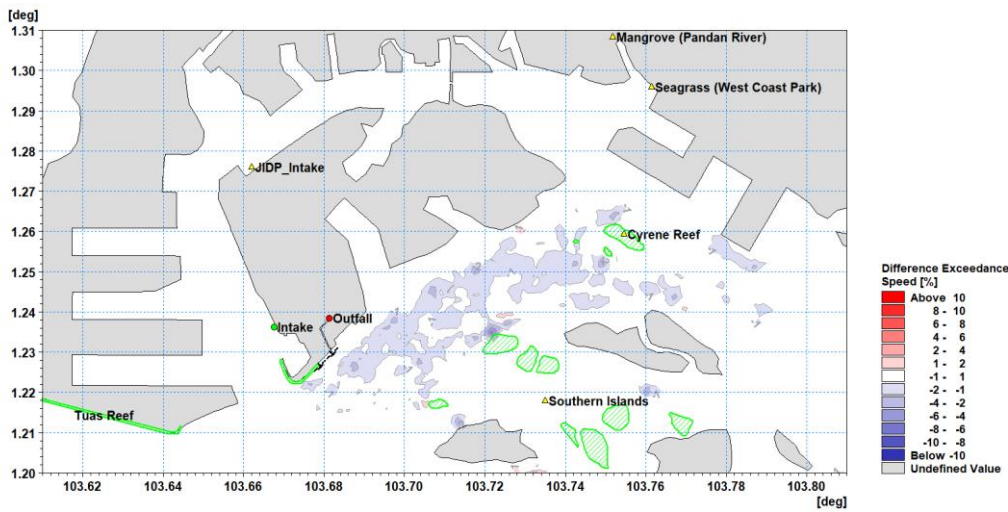 [deg]
1.31
1.30
1.29
1.28
1.27
1.26
1.25
1.24
1.23
1.22
1.21
1.20
Mangrove (Pandan River)
Seagrass (West Coast Park)
JIDP_Intake
Cyrene Reef
Outfall
Intake
Southern Islands
Tuas Reef
103.62 103.64 103.66 103.68 103.70 103.72 103.74 103.76 103.78 103.80
[deg]
Difference Exceedance
Speed [%]
Above 10
8 - 10
6 - 8
4 - 6
2 - 4
1 - 2
-1 - 1
-2 - -1
-4 - -2
-6 - -4
-8 - -6
-10 - -8
Below -10
Undefined Value